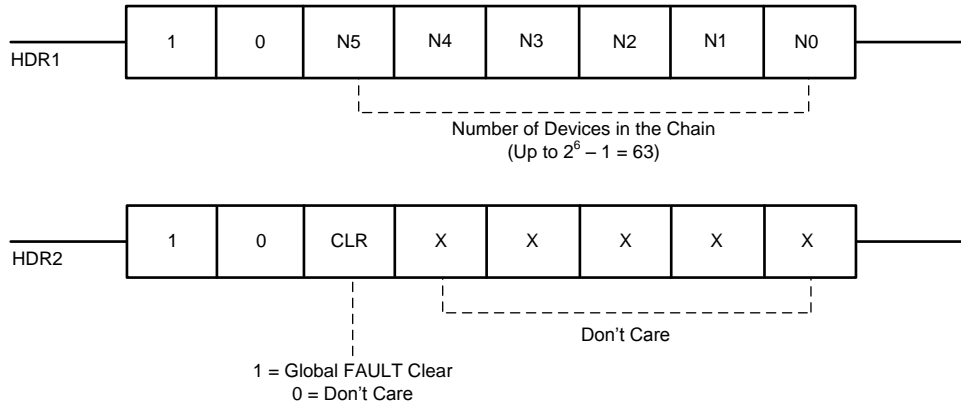 1 0 N5 N4 N3 N2 N1 N0
HDR1
Number of Devices in the Chain
(Up to 2⁶ – 1 = 63)
1 0 CLR X X X X X
HDR2
Don't Care
1 = Global FAULT Clear
0 = Don't Care